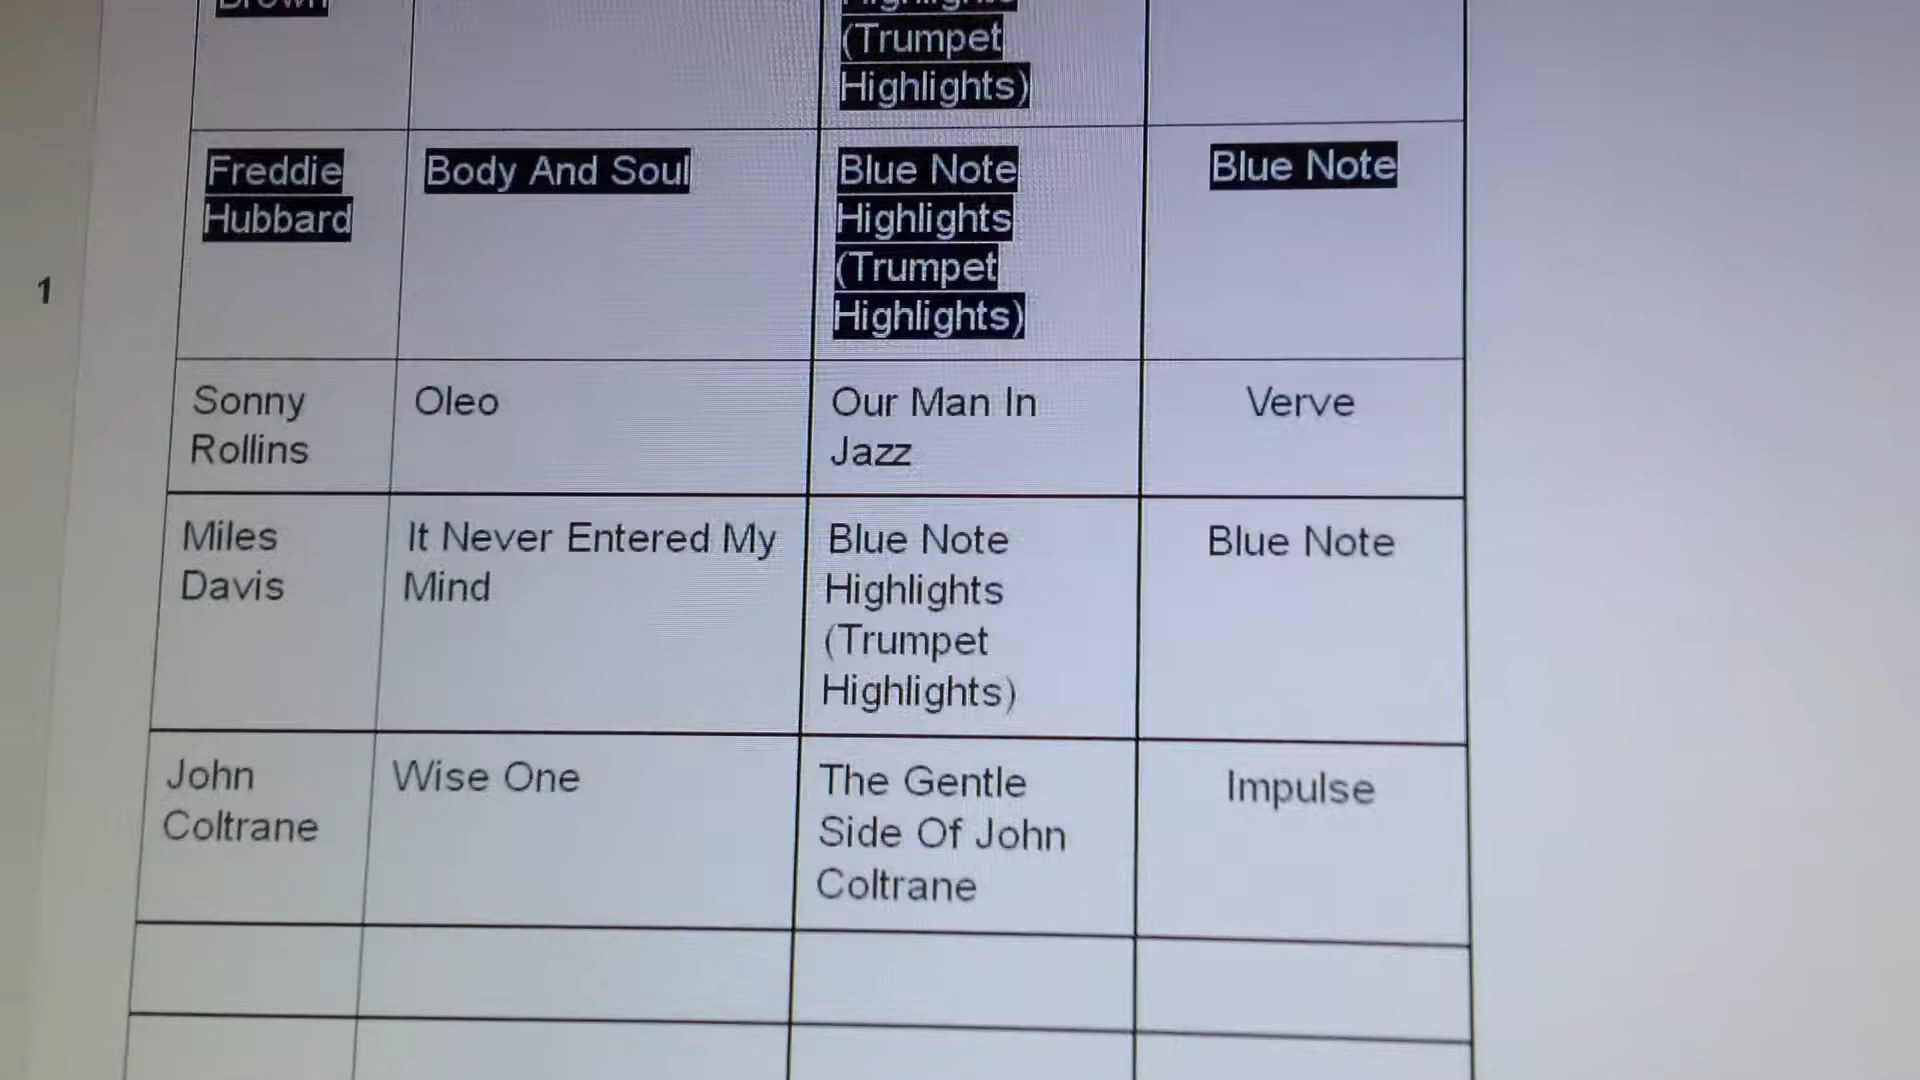 Brown
Highlights
(Trumpet
Highlights)
Freddie
Hubbard
Body And Soul
Blue Note
Highlights
(Trumpet
Highlights)
Blue Note
1
Sonny
Rollins
Oleo
Our Man In
Jazz
Verve
Miles
Davis
It Never Entered My
Mind
Blue Note
Highlights
(Trumpet
Highlights)
Blue Note
John
Coltrane
Wise One
The Gentle
Side Of John
Coltrane
Impulse